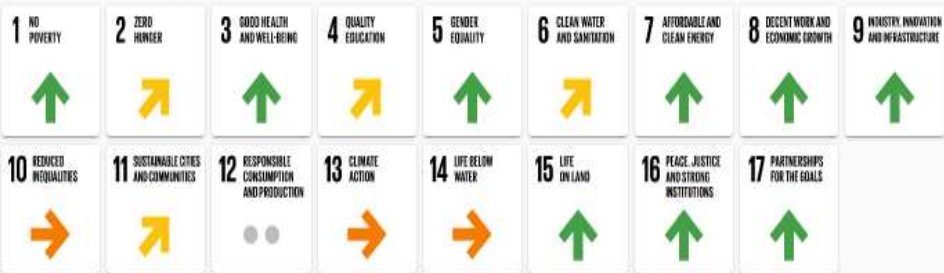 1 NO
POVERTY
2 ZERO
HUNGER
3 GOOD HEALTH
AND WELL-BEING
4 QUALITY
EDUCATION
5 GENDER
EQUALITY
6 CLEAN WATER
AND SANITATION
7 AFFORDABLE AND
CLEAN ENERGY
8 DECENT WORK AND
ECONOMIC GROWTH
9 INDUSTRY, INNOVATION
AND INFRASTRUCTURE
10 REDUCED
INEQUALITIES
11 SUSTAINABLE CITIES
AND COMMUNITIES
12 RESPONSIBLE
CONSUMPTION
AND PRODUCTION
13 CLIMATE
ACTION
14 LIFE BELOW
WATER
15 LIFE
ON LAND
16 PEACE, JUSTICE
AND STRONG
INSTITUTIONS
17 PARTNERSHIPS
FOR THE GOALS